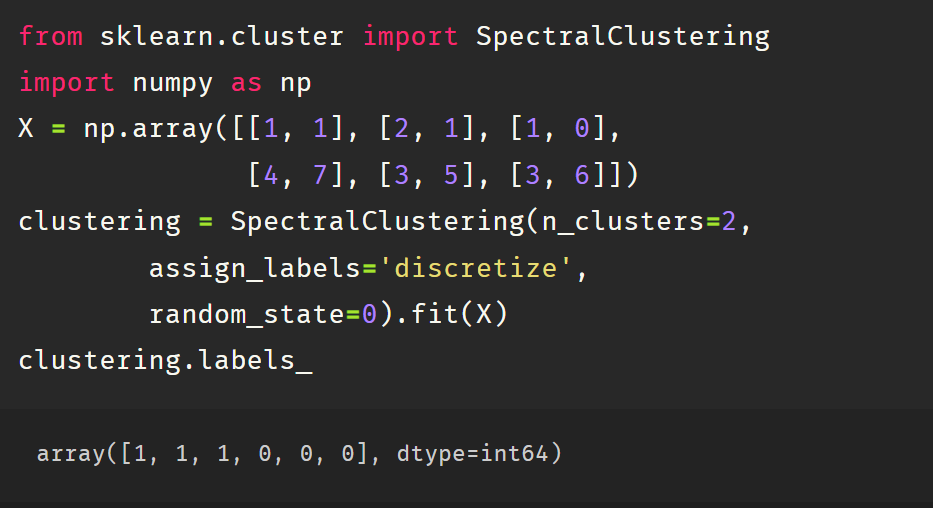 from sklearn.cluster import SpectralClustering
import numpy as np
X = np.array([[1, 1], [2, 1], [1, 0],
              [4, 7], [3, 5], [3, 6]])
clustering = SpectralClustering(n_clusters=2,
        assign_labels='discretize',
        random_state=0).fit(X)
clustering.labels_
array([1, 1, 1, 0, 0, 0], dtype=int64)